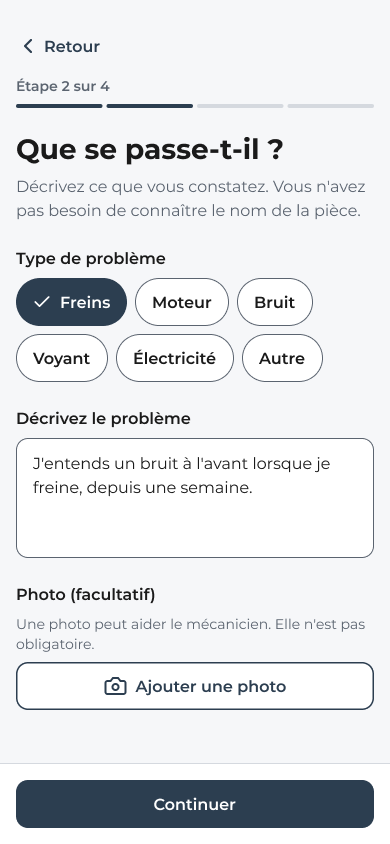 Retour
Étape 2 sur 4
Que se passe-t-il ?
Décrivez ce que vous constatez. Vous n'avez
pas besoin de connaître le nom de la pièce.
Type de problème
Freins Moteur Bruit
Voyant Électricité Autre
Décrivez le problème
J'entends un bruit à l'avant lorsque je
freine, depuis une semaine.
Photo (facultatif)
Une photo peut aider le mécanicien. Elle n'est pas
obligatoire.
Ajouter une photo
Continuer